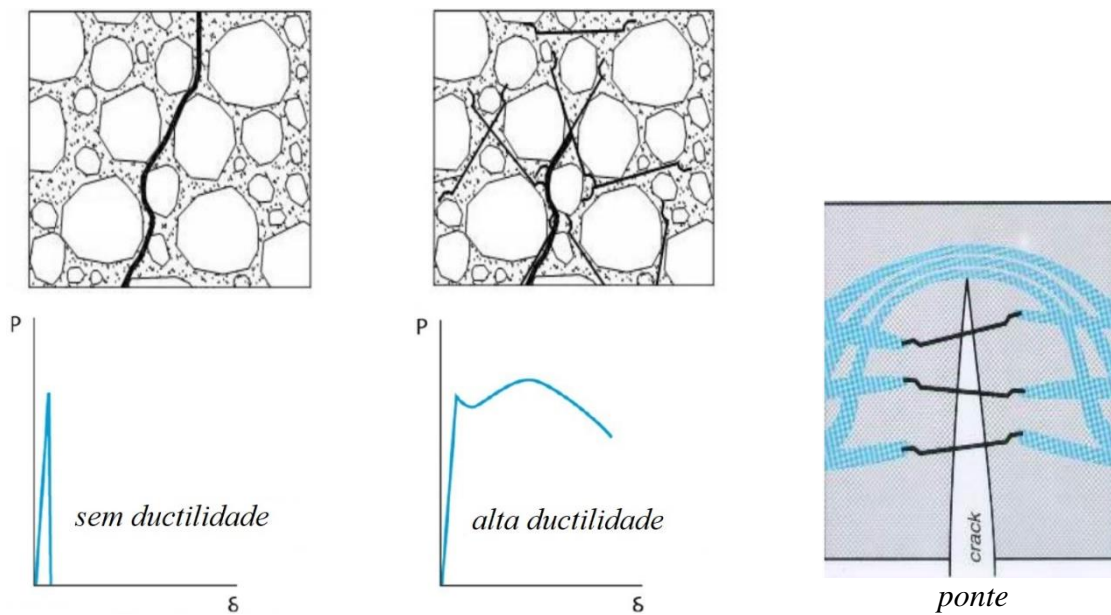 P
sem ductilidade
δ
P
alta ductilidade
δ
crack
ponte